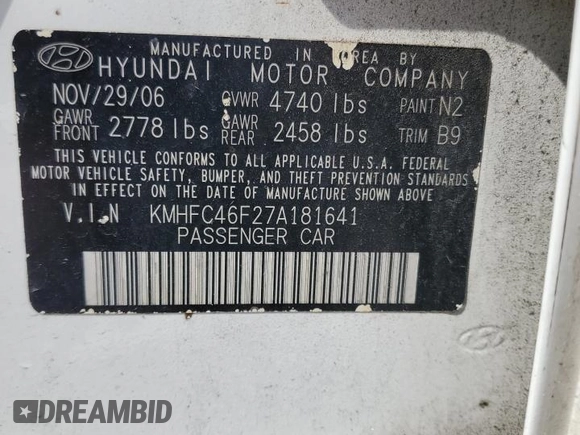 MANUFACTURED IN KOREA BY
HYUNDAI MOTOR COMPANY
NOV/29/06 GVWR 4740 lbs PAINT N2
GAWR FRONT 2778 lbs GAWR REAR 2458 lbs TRIM B9
THIS VEHICLE CONFORMS TO ALL APPLICABLE U.S.A. FEDERAL
MOTOR VEHICLE SAFETY, BUMPER, AND THEFT PREVENTION STANDARDS
IN EFFECT ON THE DATE OF MANUFACTURE SHOWN ABOVE
V.I.N KMHFC46F27A181641
PASSENGER CAR
DREAMBID